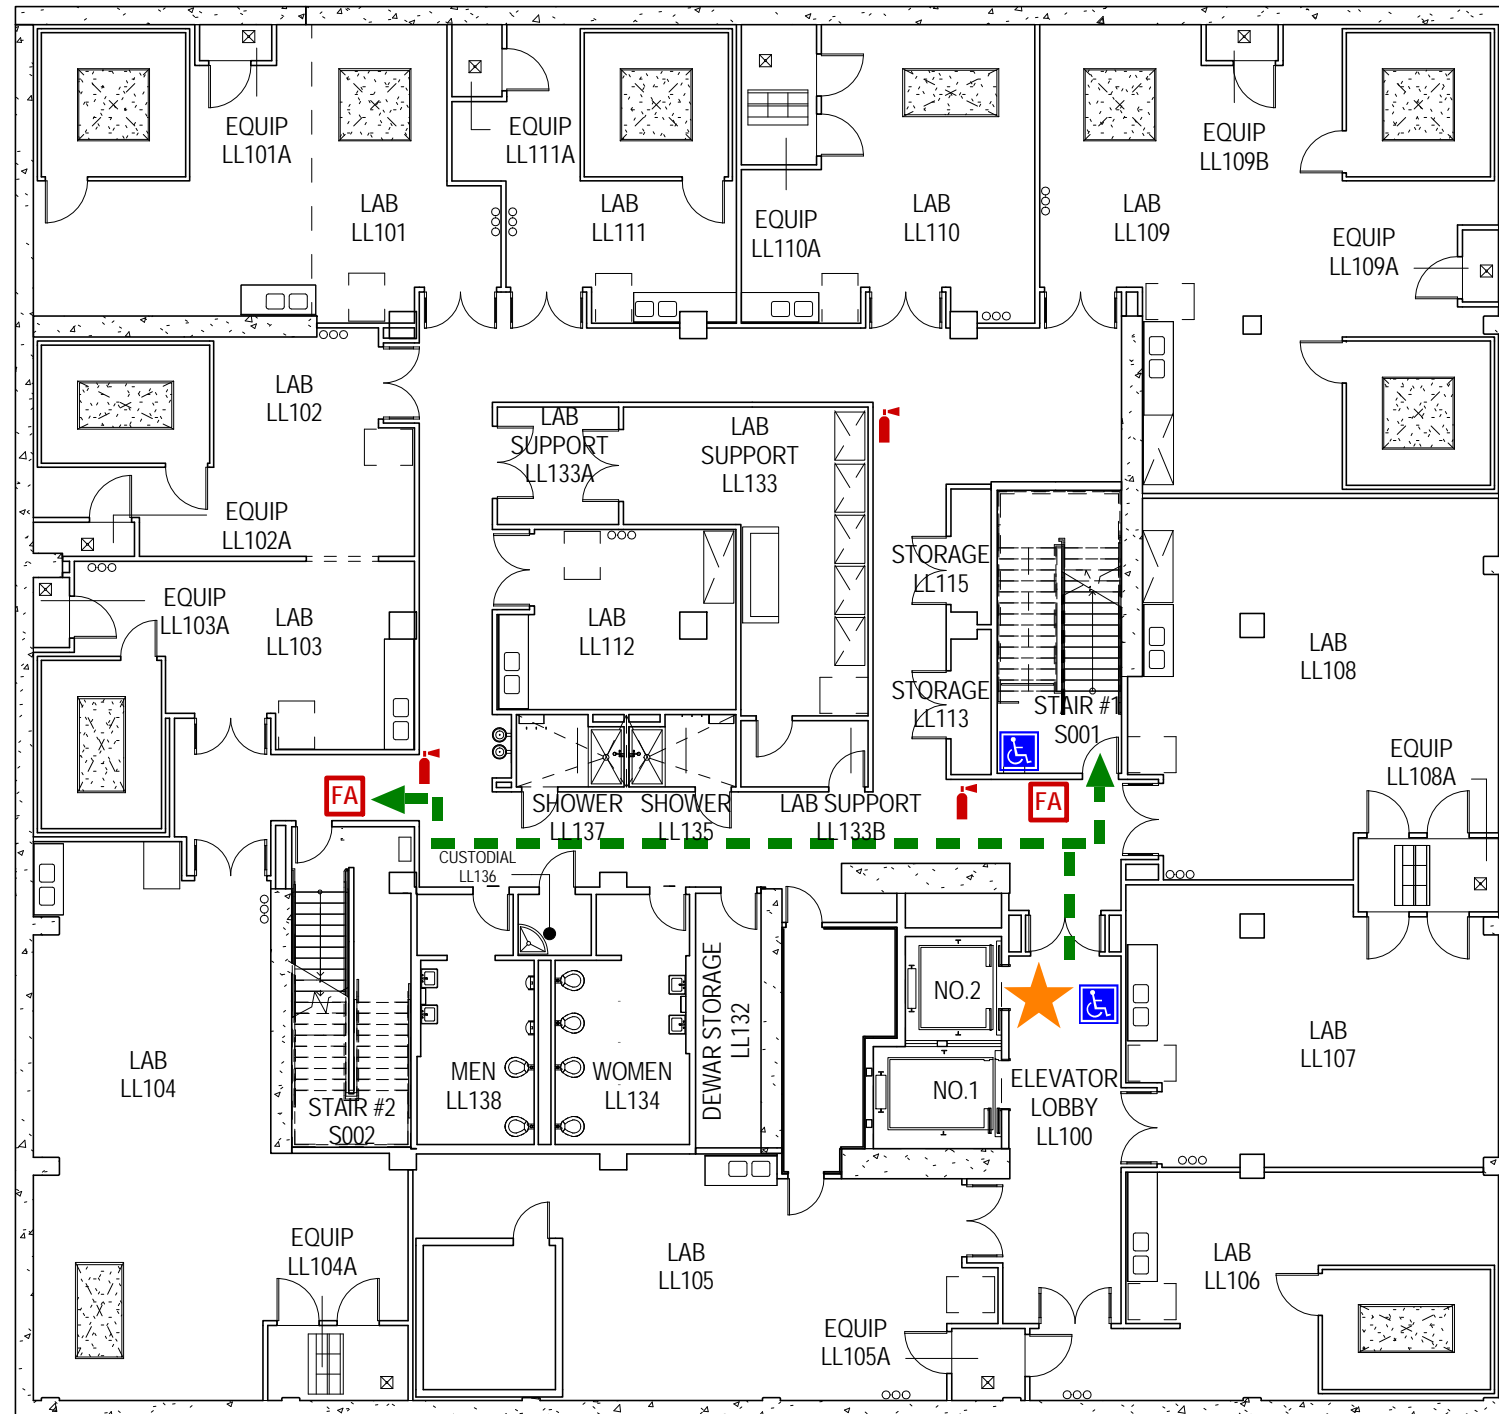 EQUIP
LL101A
EQUIP
LL111A
EQUIP
LL109B
LAB
LL101
LAB
LL111
EQUIP
LL110A
LAB
LL110
LAB
LL109
EQUIP
LL109A
LAB
LL102
LAB
SUPPORT
LL133A
LAB
SUPPORT
LL133
EQUIP
LL102A
STORAGE
LL115
EQUIP
LL103A
LAB
LL103
LAB
LL112
LAB
LL108
STORAGE
LL113
STAIR #1
S001
EQUIP
LL108A
FA
SHOWER
LL137
SHOWER
LL135
LAB SUPPORT
LL133B
FA
CUSTODIAL
LL136
DEWAR STORAGE
LL132
NO.2
LAB
LL104
MEN
LL138
WOMEN
LL134
NO.1
ELEVATOR
LOBBY
LL100
LAB
LL107
STAIR #2
S002
EQUIP
LL104A
LAB
LL105
LAB
LL106
EQUIP
LL105A